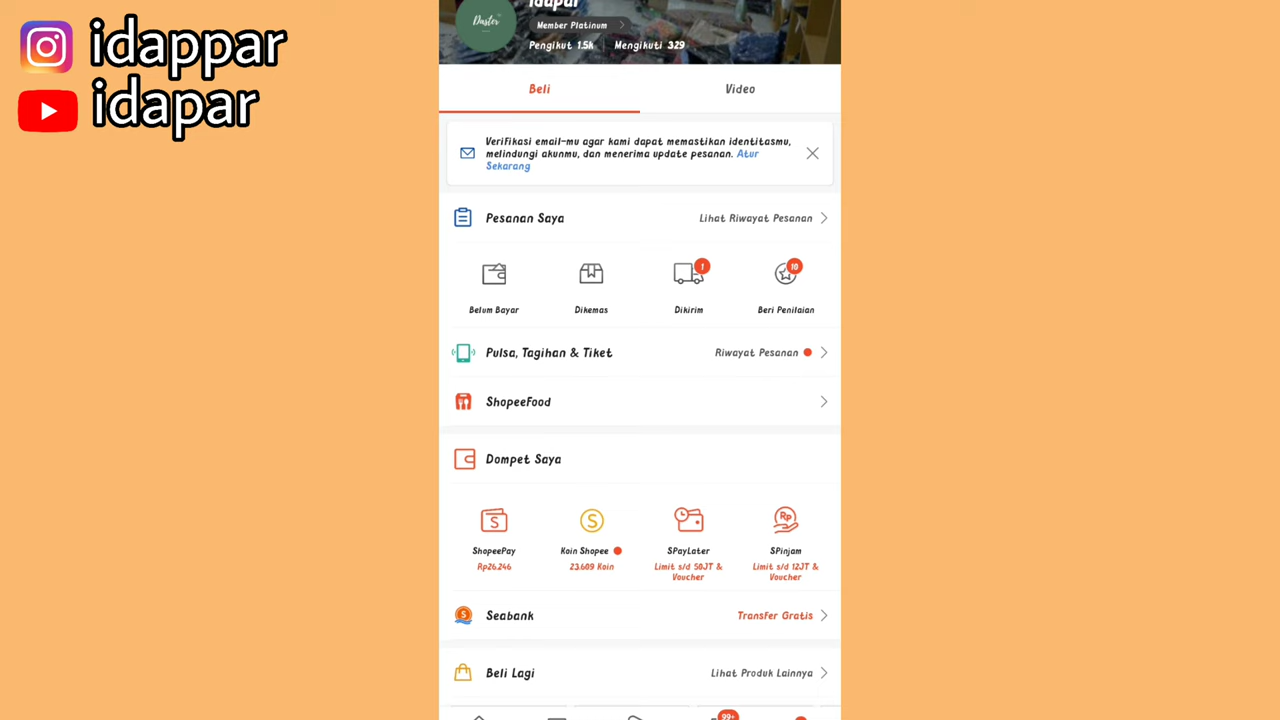 idappar
idapar
idapar
Daster
Member Platinum
Pengikut 1.5k
Mengikuti 329
Beli
Video
Verifikasi email-mu agar kami dapat memastikan identitasmu,
melindungi akunmu, dan menerima update pesanan. Atur
Sekarang
Pesanan Saya
Lihat Riwayat Pesanan
1
10
Belum Bayar
Dikemas
Dikirim
Beri Penilaian
Pulsa, Tagihan & Tiket
Riwayat Pesanan
ShopeeFood
Dompet Saya
S
S
Rp
ShopeePay
Koin Shopee
SPayLater
SPinjam
Rp26.246
23.609 Koin
Limit s/d 50JT &
Voucher
Limit s/d 12JT &
Voucher
S
Seabank
Transfer Gratis
Beli Lagi
Lihat Produk Lainnya
99+